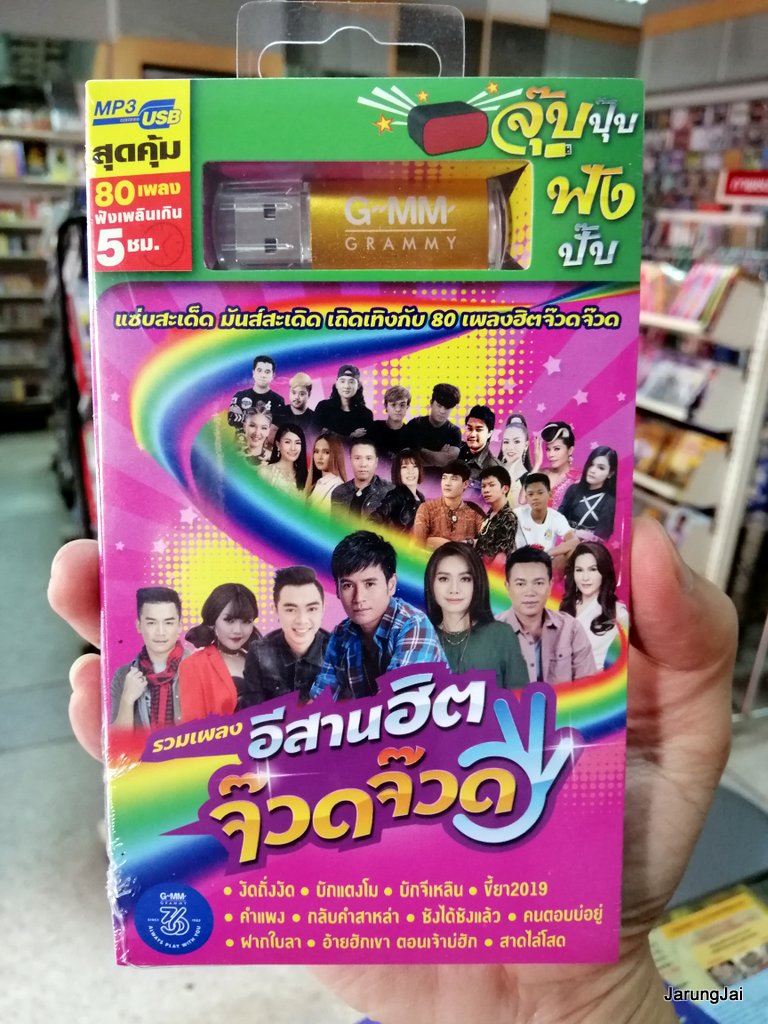 MP3
USB
สุดคุ้ม
80 เพลง
ฟังเพลินเกิน
5 ชม.
จุ๊บปุ๊บ
ฟังปั๊บ
G"MM'
GRAMMY
แซ่บสะเด็ด มันส์สะเดิด เถิดเทิงกับ 80 เพลงฮิตจ๊วดจ๊วด
รวมเพลง อีสานฮิต
จ๊วดจ๊วด
• งัดถั่งงัด • บักแตงโม • บักจีเหลิน • ขี้ยา2019
• คำแพง • กลับคำสาหล่า • ซังได้ซังแล้ว • คนตอบบ่อยู่
• ฝากใบลา • อ้ายฮักเขา ตอนเจ้าบ่ฮัก • สาดไล่โสด
G"MM'
GRAMMY
SINCE 36 1983
ALWAYS PLAY WITH YOU
JarungJai